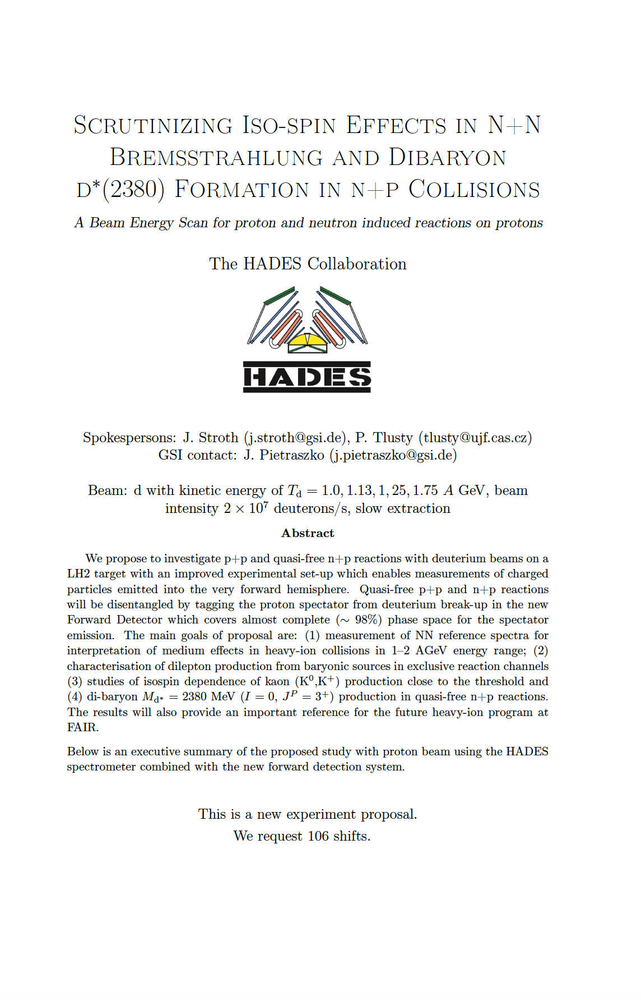 Scrutinizing Iso-spin Effects in N+N
Bremsstrahlung and Dibaryon
d*(2380) Formation in n+p Collisions
A Beam Energy Scan for proton and neutron induced reactions on protons
The HADES Collaboration
HADES
Spokespersons: J. Stroth (j.stroth@gsi.de), P. Tlusty (tlusty@ujf.cas.cz)
GSI contact: J. Pietraszko (j.pietraszko@gsi.de)
Beam: d with kinetic energy of T_d = 1.0, 1.13, 1, 25, 1.75 A GeV, beam
intensity 2 × 10⁷ deuterons/s, slow extraction
Abstract
We propose to investigate p+p and quasi-free n+p reactions with deuterium beams on a
LH2 target with an improved experimental set-up which enables measurements of charged
particles emitted into the very forward hemisphere. Quasi-free p+p and n+p reactions
will be disentangled by tagging the proton spectator from deuterium break-up in the new
Forward Detector which covers almost complete (∼ 98%) phase space for the spectator
emission. The main goals of proposal are: (1) measurement of NN reference spectra for
interpretation of medium effects in heavy-ion collisions in 1–2 AGeV energy range; (2)
characterisation of dilepton production from baryonic sources in exclusive reaction channels
(3) studies of isospin dependence of kaon (K⁰,K⁺) production close to the threshold and
(4) di-baryon M_d* = 2380 MeV (I = 0, J^P = 3⁺) production in quasi-free n+p reactions.
The results will also provide an important reference for the future heavy-ion program at
FAIR.
Below is an executive summary of the proposed study with proton beam using the HADES
spectrometer combined with the new forward detection system.
This is a new experiment proposal.
We request 106 shifts.